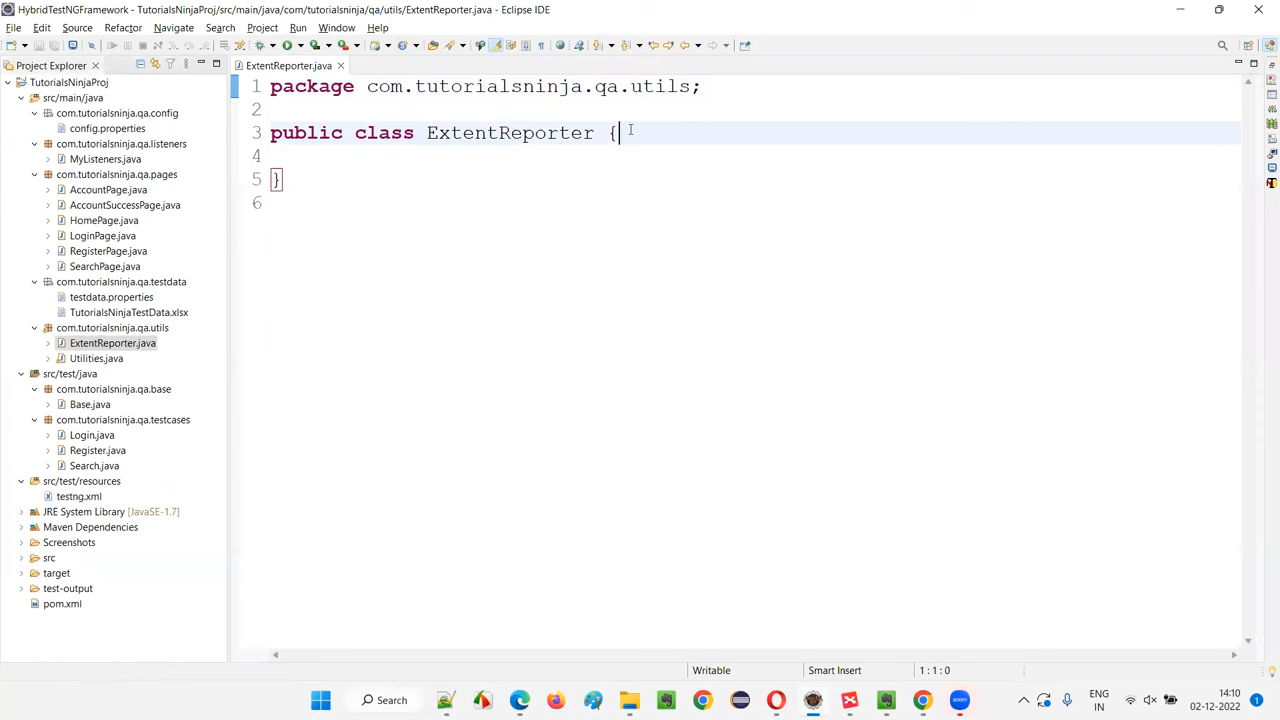 HybridTestNGFramework - TutorialsNinjaProj/src/main/java/com/tutorialsninja/qa/utils/ExtentReporter.java - Eclipse IDE
File Edit Source Refactor Navigate Search Project Run Window Help
Project Explorer
TutorialsNinjaProj
src/main/java
com.tutorialsninja.qa.config
config.properties
com.tutorialsninja.qa.listeners
MyListeners.java
com.tutorialsninja.qa.pages
AccountPage.java
AccountSuccessPage.java
HomePage.java
LoginPage.java
RegisterPage.java
SearchPage.java
com.tutorialsninja.qa.testdata
testdata.properties
TutorialsNinjaTestData.xlsx
com.tutorialsninja.qa.utils
ExtentReporter.java
Utilities.java
src/test/java
com.tutorialsninja.qa.base
Base.java
com.tutorialsninja.qa.testcases
Login.java
Register.java
Search.java
src/test/resources
testng.xml
JRE System Library [JavaSE-1.7]
Maven Dependencies
Screenshots
src
target
test-output
pom.xml
ExtentReporter.java
1 package com.tutorialsninja.qa.utils;
2
3 public class ExtentReporter {
4
5 }
6
Writable Smart Insert 1 : 1 : 0
Search
ENG
IN
14:10
02-12-2022
1